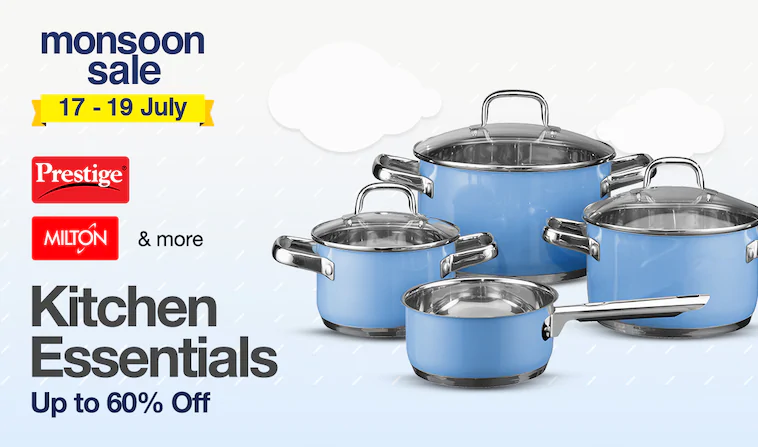 monsoon
sale
17 - 19 July
Prestige
MILTON
& more
Kitchen
Essentials
Up to 60% Off